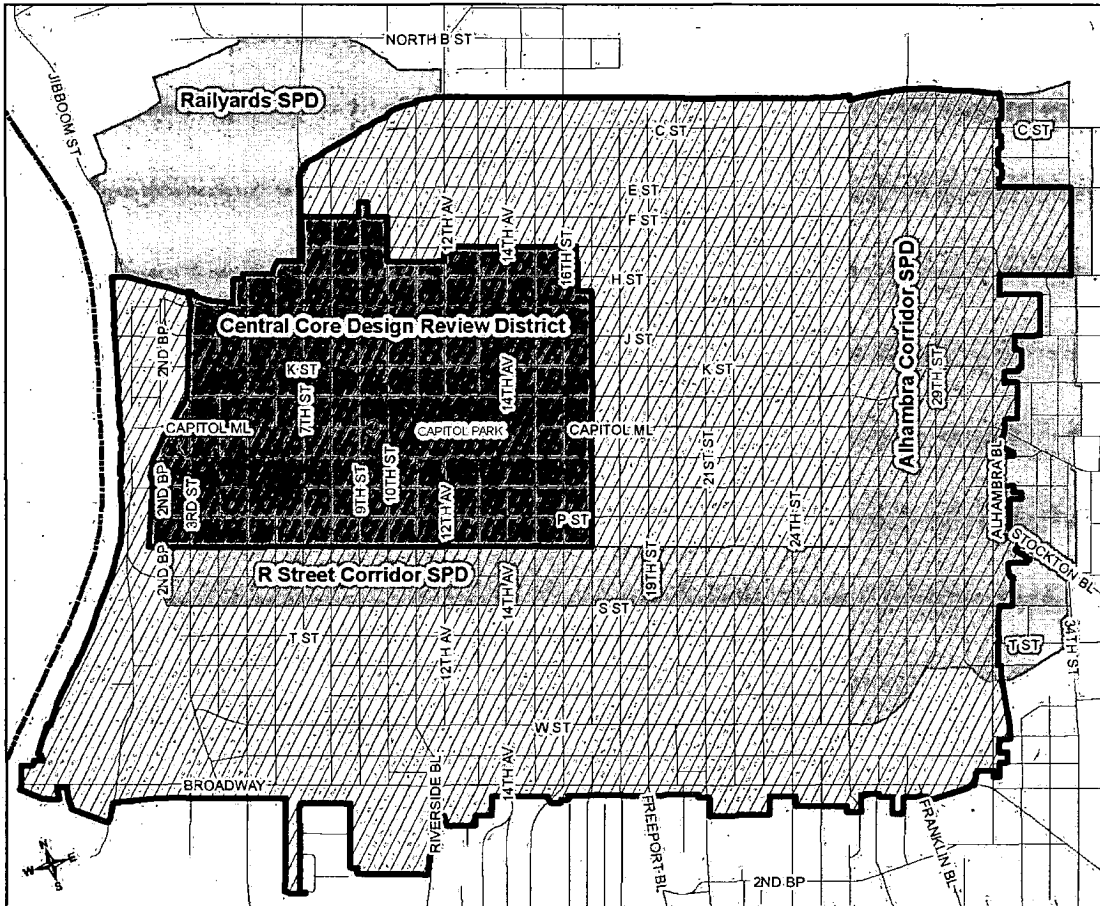 NORTH B ST
JIBBOOM ST
Railyards SPD
C ST
C ST
E ST
F ST
12TH AV
14TH AV
16TH ST
H ST
Central Core Design Review District
2ND BP
J ST
K ST
K ST
7TH ST
14TH AV
29TH ST
Alhambra Corridor SPD
CAPITOL ML
CAPITOL PARK
CAPITOL ML
21ST ST
2ND BP
3RD ST
9TH ST
10TH ST
12TH AV
P ST
24TH ST
ALHAMBRA BL
2ND BP
R Street Corridor SPD
14TH AV
19TH ST
S ST
STOCKTON BL
T ST
12TH AV
T ST
34TH ST
W ST
BROADWAY
RIVERSIDE BL
14TH AV
FREEPORT BL
FRANKLIN BL
2ND BP
N
W
E
S